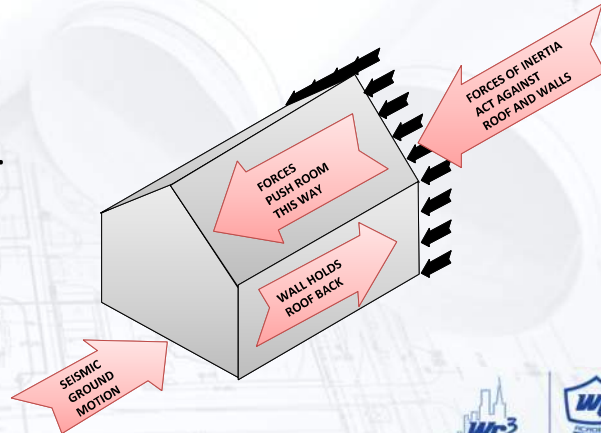 FORCES OF INERTIA
ACT AGAINST
ROOF AND WALLS
FORCES
PUSH ROOM
THIS WAY
WALL HOLDS
ROOF BACK
SEISMIC
GROUND
MOTION
Wr³